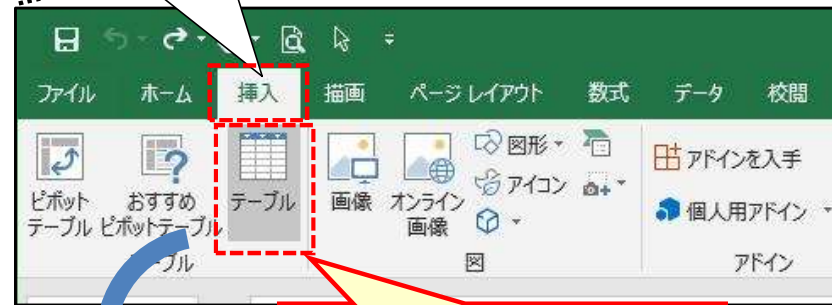 ファイル ホーム 挿入 描画 ページ レイアウト 数式 データ 校閲
ピボット
テーブル
おすすめ
ピボットテーブル
テーブル
画像
オンライン
画像
図形
アイコン
アドインを入手
個人用アドイン
ブル
図
アドイン